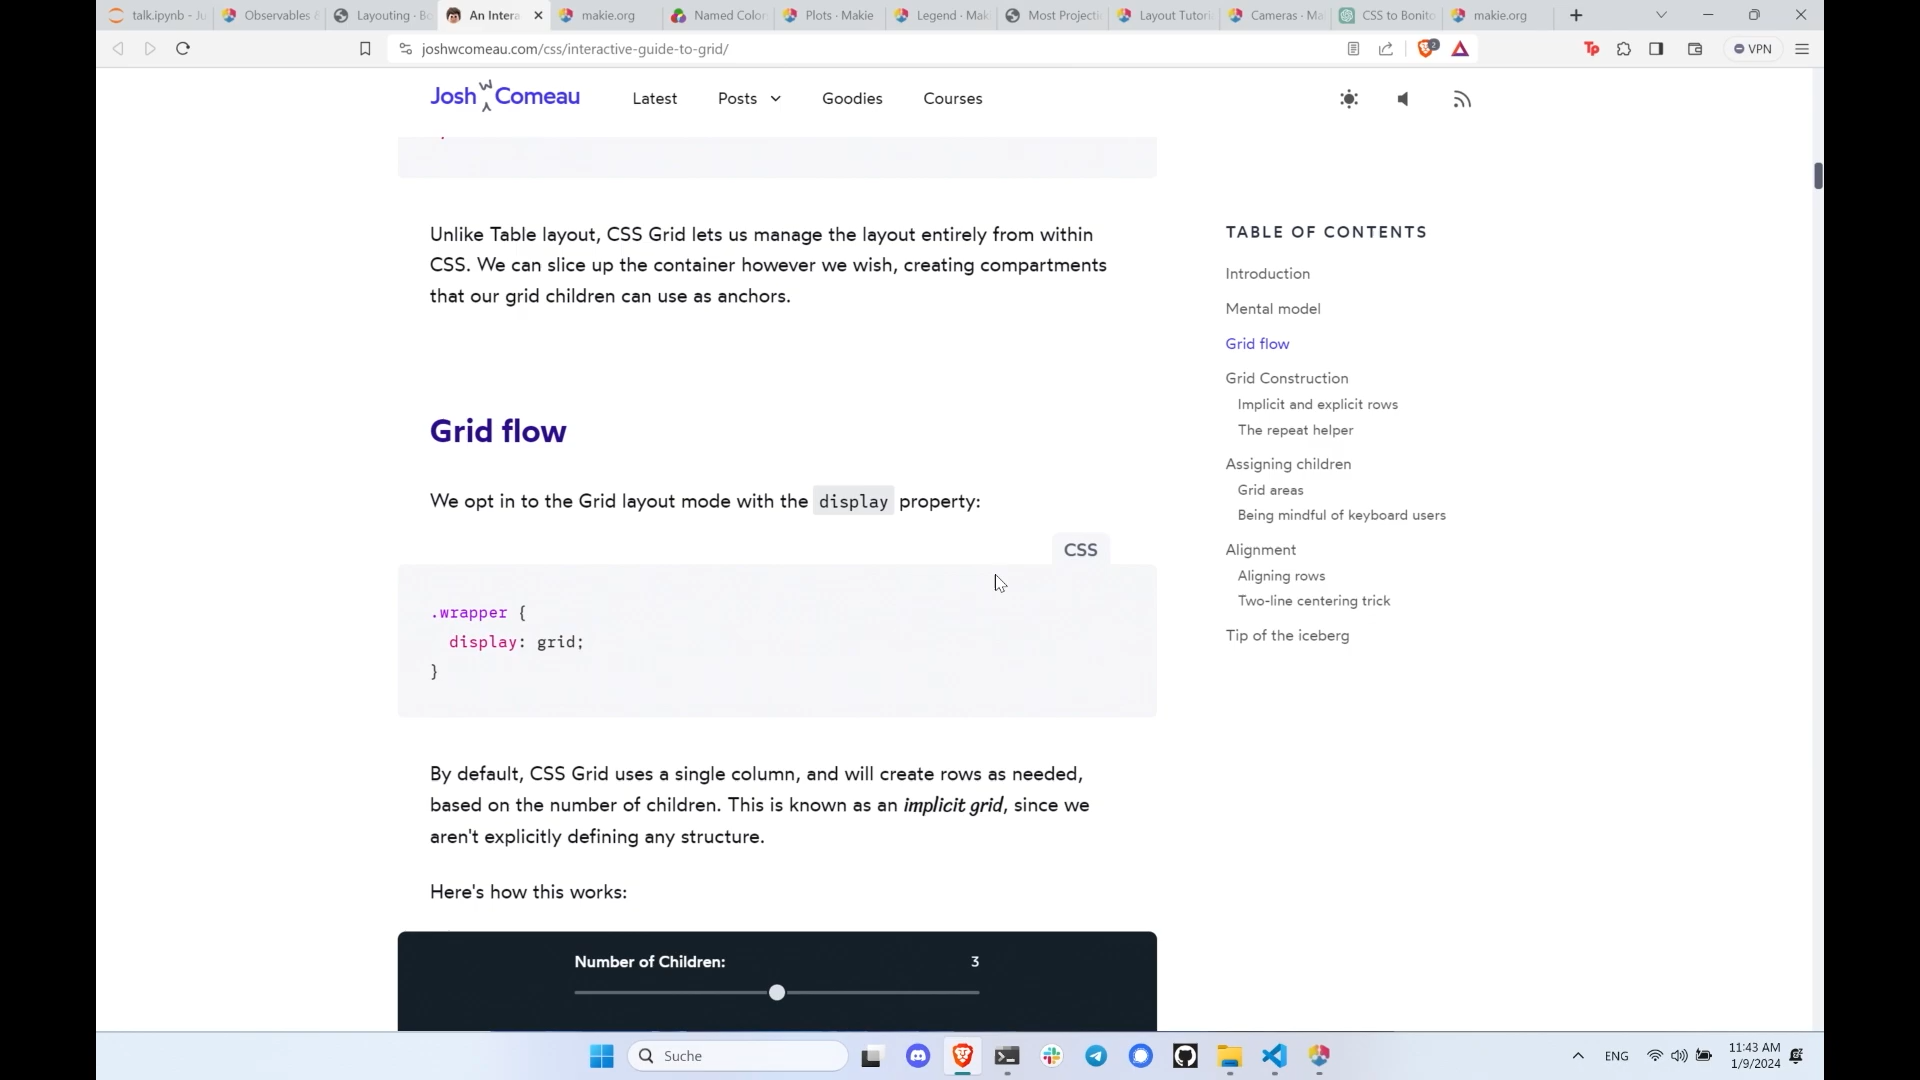 talk.ipynb - Ju
Observables &
Layouting · Bo
An Intera
makie.org
Named Color
Plots · Makie
Legend · Mak
Most Projecti
Layout Tutori
Cameras · Ma
CSS to Bonito
makie.org
joshwcomeau.com/css/interactive-guide-to-grid/
2
Tp
VPN
Josh W Comeau
Latest
Posts
Goodies
Courses
Unlike Table layout, CSS Grid lets us manage the layout entirely from within
CSS. We can slice up the container however we wish, creating compartments
that our grid children can use as anchors.
Grid flow
We opt in to the Grid layout mode with the display property:
CSS
.wrapper {
display: grid;
}
By default, CSS Grid uses a single column, and will create rows as needed,
based on the number of children. This is known as an implicit grid, since we
aren't explicitly defining any structure.
Here's how this works:
Number of Children: 3
TABLE OF CONTENTS
Introduction
Mental model
Grid flow
Grid Construction
Implicit and explicit rows
The repeat helper
Assigning children
Grid areas
Being mindful of keyboard users
Alignment
Aligning rows
Two-line centering trick
Tip of the iceberg
Suche
ENG
11:43 AM
1/9/2024